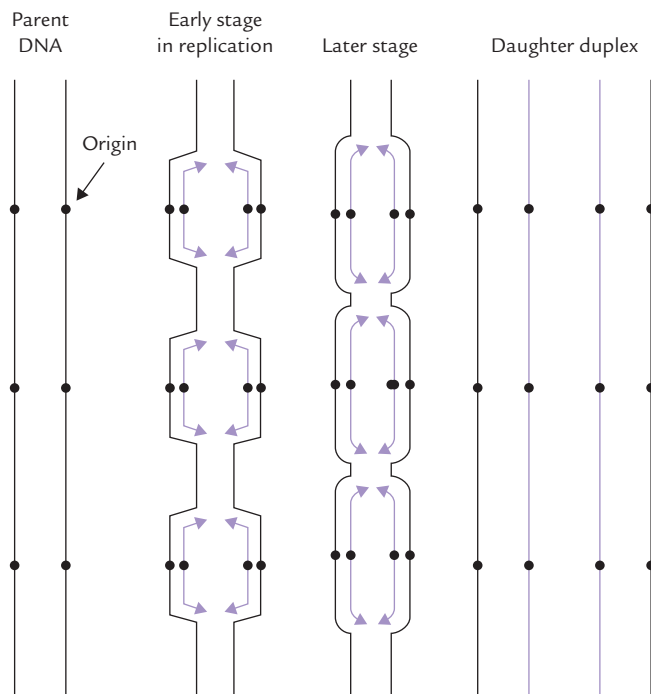 Parent
DNA
Early stage
in replication
Later stage
Daughter duplex
Origin